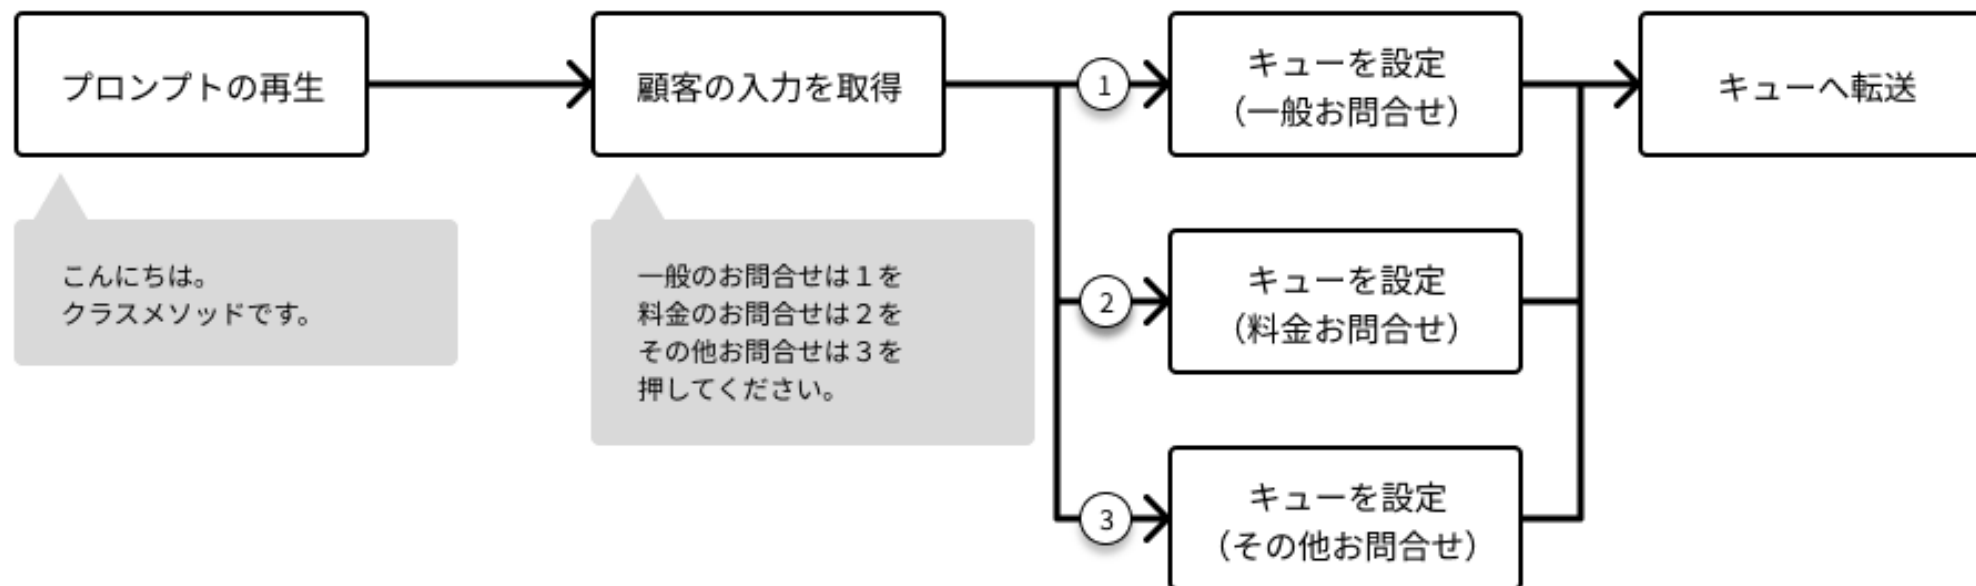 プロンプトの再生
こんにちは。
クラスメソッドです。
顧客の入力を取得
一般のお問合せは１を
料金のお問合せは２を
その他お問合せは３を
押してください。
1
キューを設定
（一般お問合せ）
2
キューを設定
（料金お問合せ）
3
キューを設定
（その他お問合せ）
キューへ転送